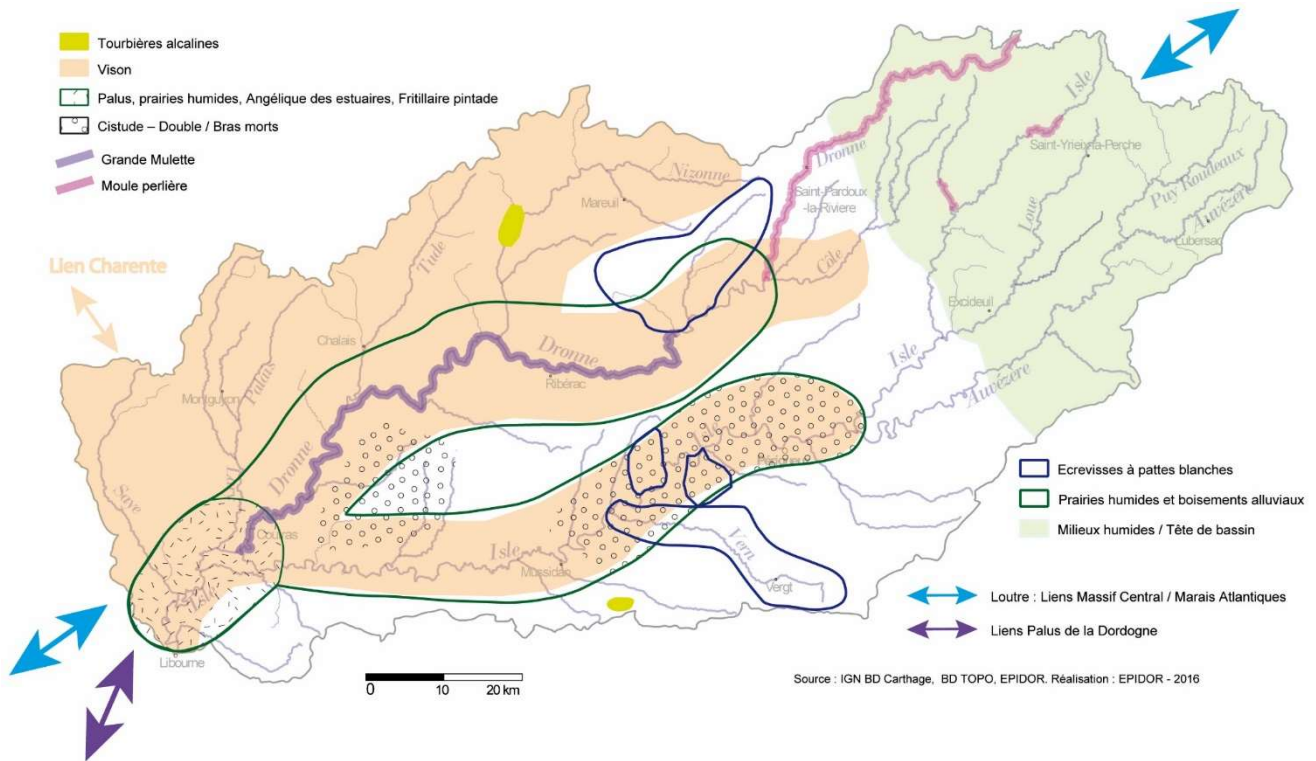 Tourbières alcalines
Vison
Palus, prairies humides, Angélique des estuaires, Fritillaire pintade
Cistude – Double / Bras morts
Grande Mulette
Moule perlière
Lien Charente
Isle
Saint-Yrieix-la-Perche
Dronne
Saint-Pardoux
-la-Rivière
Nizonne
Mareuil
Puy Roudeaux
Auvézère
Lubersac
Loue
Tude
Côle
Excideuil
Chalais
Dronne
Ribérac
Isle
Auvézère
Montguyon
Palais
Dronne
Isle
Périgueux
Saye
Coutras
Isle
Mussidan
Vern
Vergt
Isle
Libourne
Ecrevisses à pattes blanches
Prairies humides et boisements alluviaux
Milieux humides / Tête de bassin
Loutre : Liens Massif Central / Marais Atlantiques
Liens Palus de la Dordogne
0 10 20 km
Source : IGN BD Carthage, BD TOPO, EPIDOR. Réalisation : EPIDOR - 2016